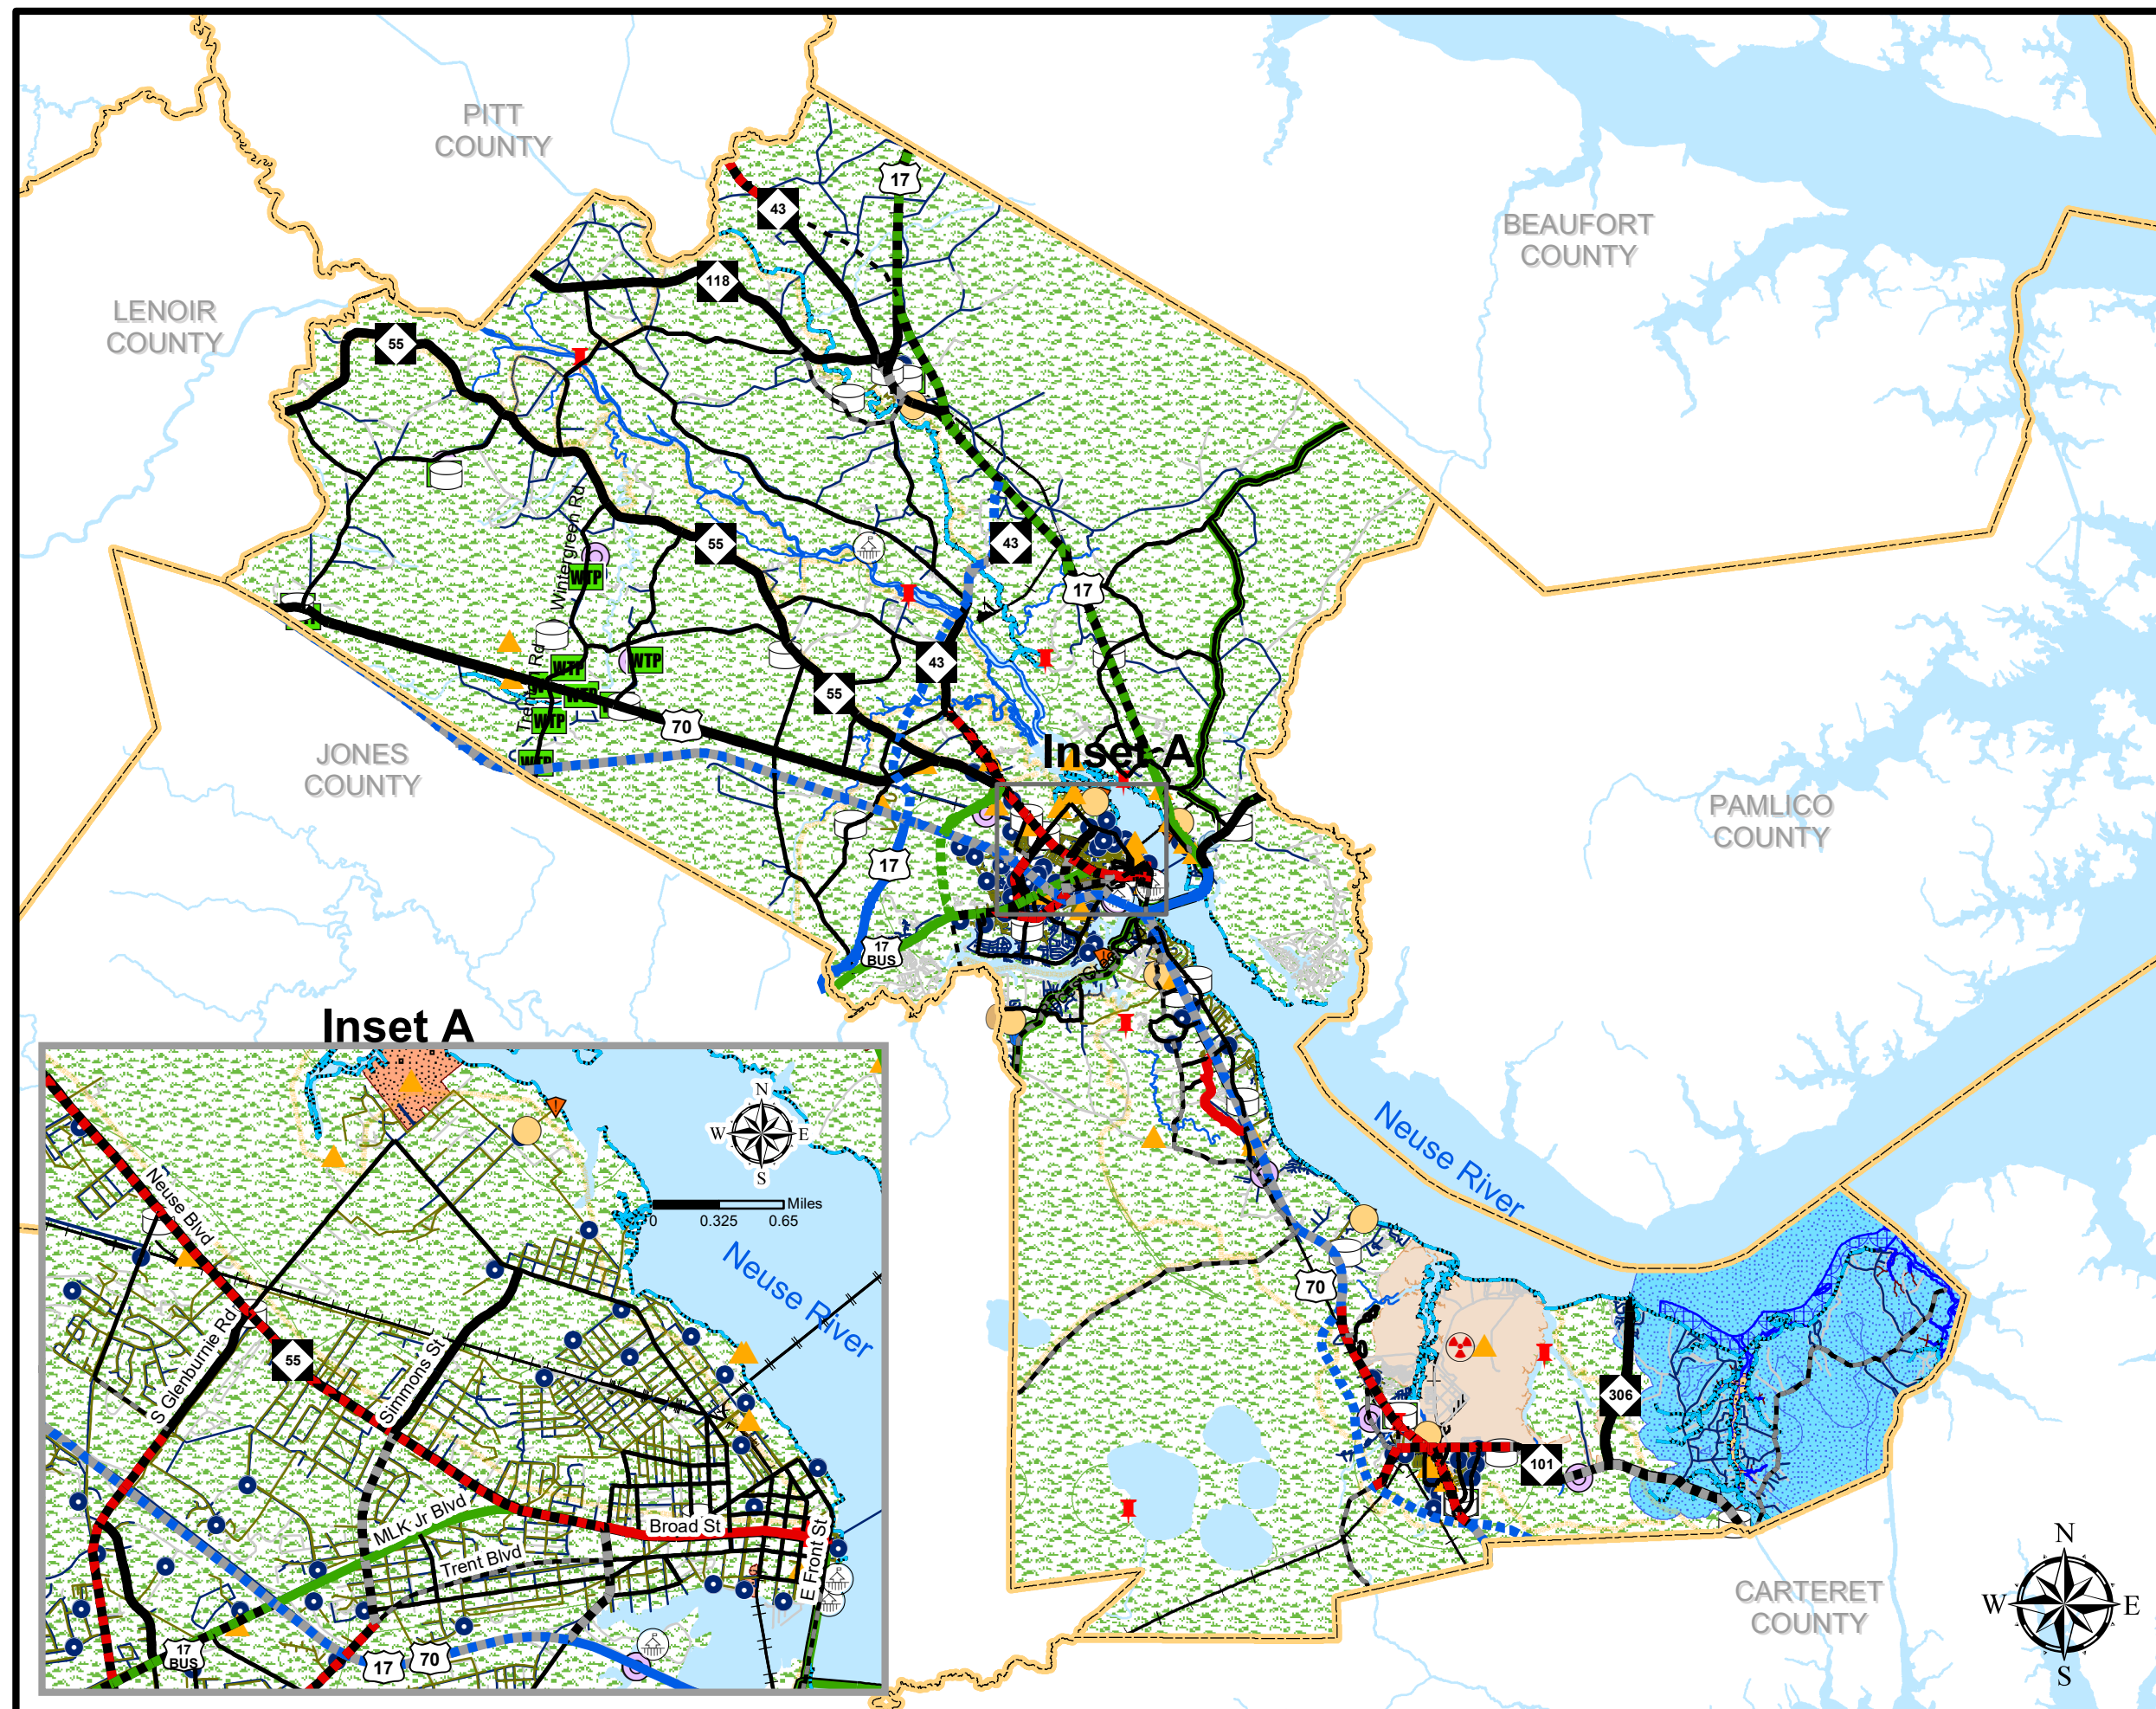 PITT
COUNTY
BEAUFORT
COUNTY
LENOIR
COUNTY
JONES
COUNTY
PAMLICO
COUNTY
CARTERET
COUNTY
17
43
118
55
Wintergreen Rd
55
43
17
WTP
WTP
WTP
WTP
WTP
43
55
70
Inset A
17
17
BUS
Neuse River
70
306
101
N
W
E
S
Inset A
N
W
E
S
Miles
0
0.325
0.65
Neuse Blvd
Neuse River
S Glenburnie Rd
55
Simmons St
MLK Jr Blvd
Broad St
Trent Blvd
E Front St
17
BUS
17
70